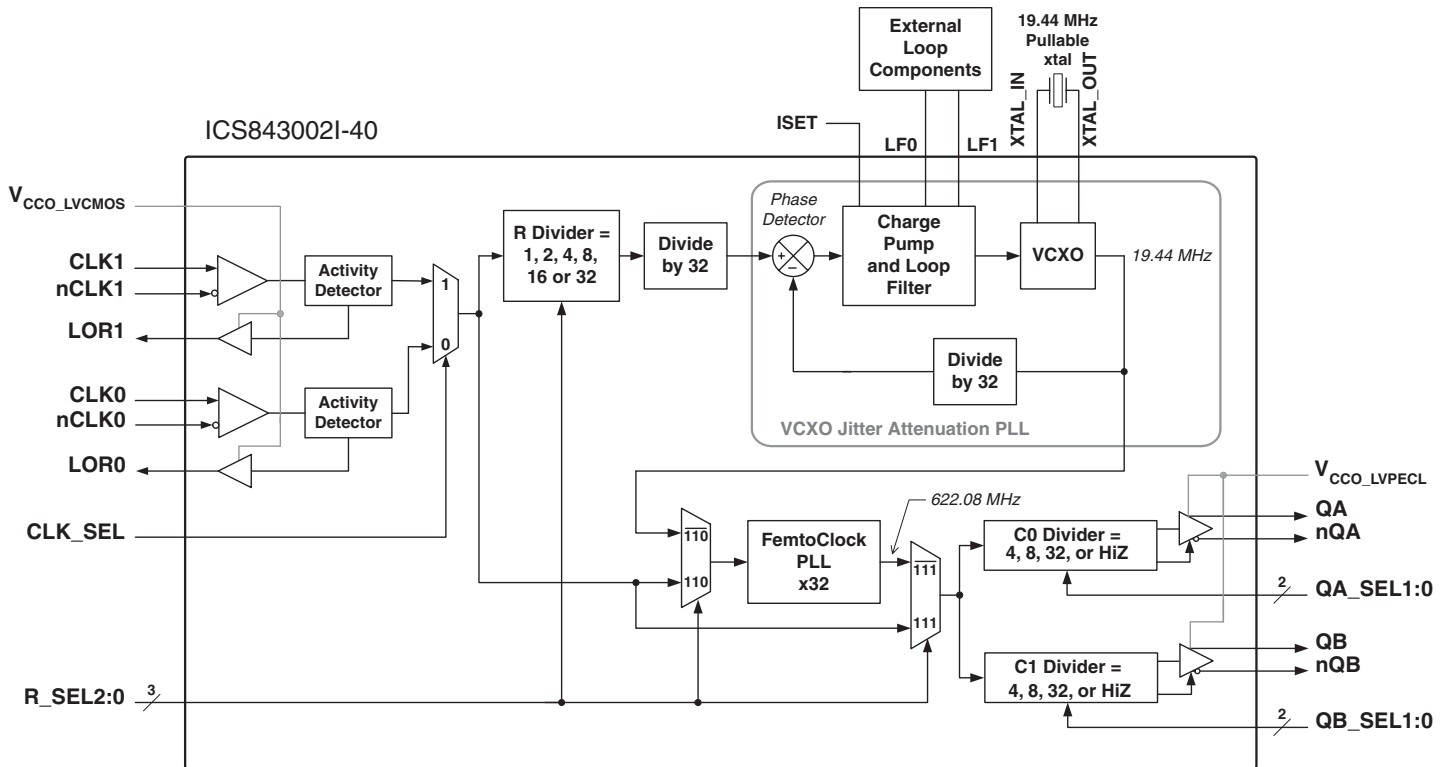 External
Loop
Components
19.44 MHz
Pullable
xtal
XTAL_IN
XTAL_OUT
ISET
LF0
LF1
ICS843002I-40
VCCO_LVCMOS
CLK1
nCLK1
LOR1
CLK0
nCLK0
LOR0
CLK_SEL
R_SEL2:0
3
Activity
Detector
Activity
Detector
1
0
R Divider =
1, 2, 4, 8,
16 or 32
Divide
by 32
Phase
Detector
+
−
Charge
Pump
and Loop
Filter
VCXO
19.44 MHz
Divide
by 32
VCXO Jitter Attenuation PLL
110
110
FemtoClock
PLL
x32
622.08 MHz
111
111
C0 Divider =
4, 8, 32, or HiZ
C1 Divider =
4, 8, 32, or HiZ
VCCO_LVPECL
QA
nQA
2
QA_SEL1:0
QB
nQB
2
QB_SEL1:0